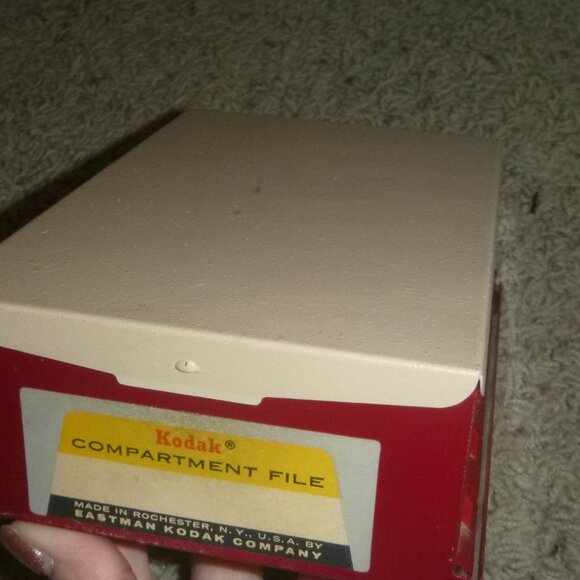 Kodak®
COMPARTMENT FILE
MADE IN ROCHESTER, N.Y., U.S.A. BY
EASTMAN KODAK COMPANY